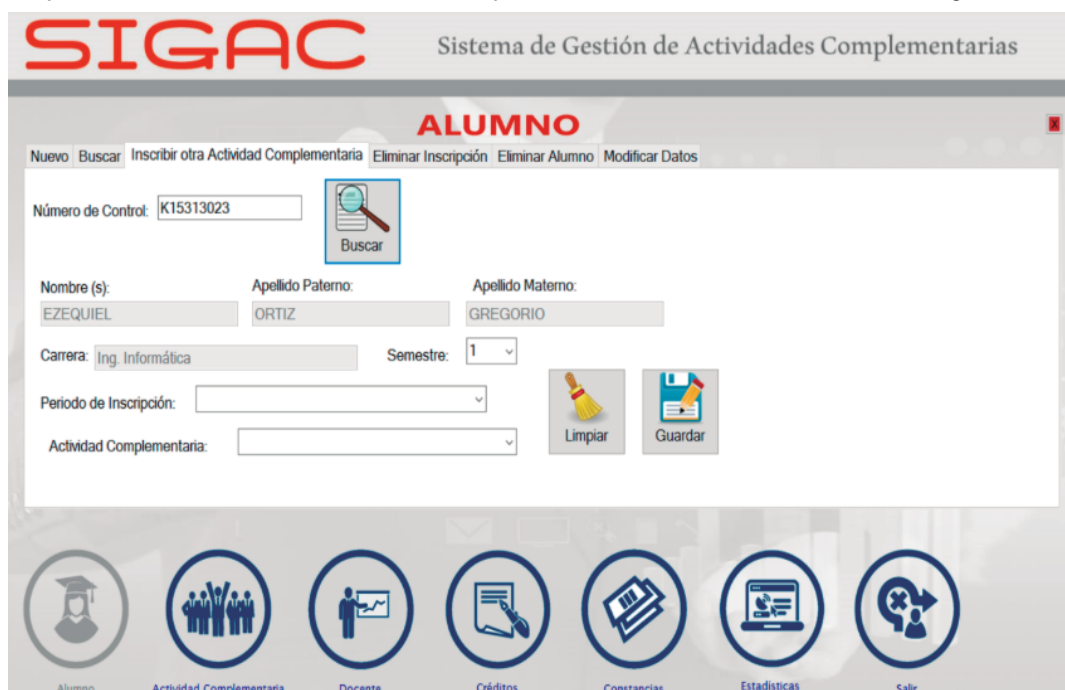 SIGAC
Sistema de Gestión de Actividades Complementarias
ALUMNO
X
Nuevo Buscar Inscribir otra Actividad Complementaria Eliminar Inscripción Eliminar Alumno Modificar Datos
Número de Control: K15313023
Buscar
Nombre (s): Apellido Paterno: Apellido Materno:
EZEQUIEL ORTIZ GREGORIO
Carrera: Ing. Informática Semestre: 1
Periodo de Inscripción:
Actividad Complementaria:
Limpiar Guardar
Alumno Actividad Complementaria Docente Créditos Constancias Estadísticas Salir